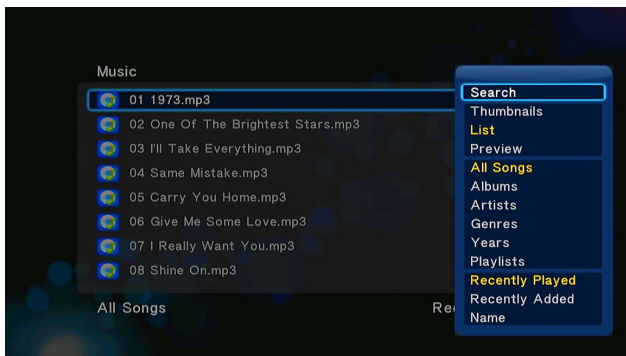 Music
01 1973.mp3
02 One Of The Brightest Stars.mp3
03 I'll Take Everything.mp3
04 Same Mistake.mp3
05 Carry You Home.mp3
06 Give Me Some Love.mp3
07 I Really Want You.mp3
08 Shine On.mp3
All Songs
Search
Thumbnails
List
Preview
All Songs
Albums
Artists
Genres
Years
Playlists
Recently Played
Recently Added
Name